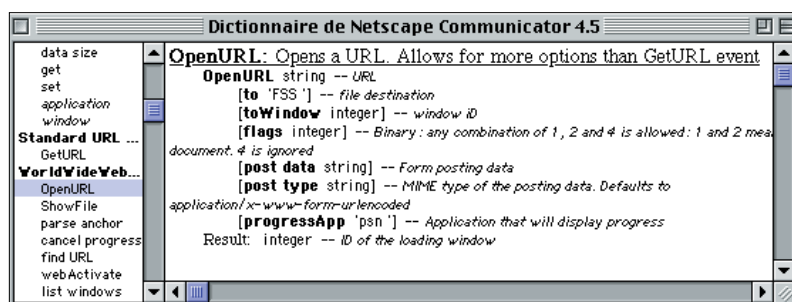 Dictionnaire de Netscape Communicator 4.5
data size
get
set
application
window
Standard URL ...
GetURL
WorldWideWeb...
OpenURL
ShowFile
parse anchor
cancel progress
find URL
webActivate
list windows
OpenURL: Opens a URL. Allows for more options than GetURL event
OpenURL string -- URL
[to 'FSS '] -- file destination
[toWindow integer] -- window iD
[flags integer] -- Binary: any combination of 1, 2 and 4 is allowed: 1 and 2 mea
document. 4 is ignored
[post data string] -- Form posting data
[post type string] -- MIME type of the posting data. Defaults to
application/x-www-form-urlencoded
[progressApp 'psn '] -- Application that will display progress
Result: integer -- ID of the loading window